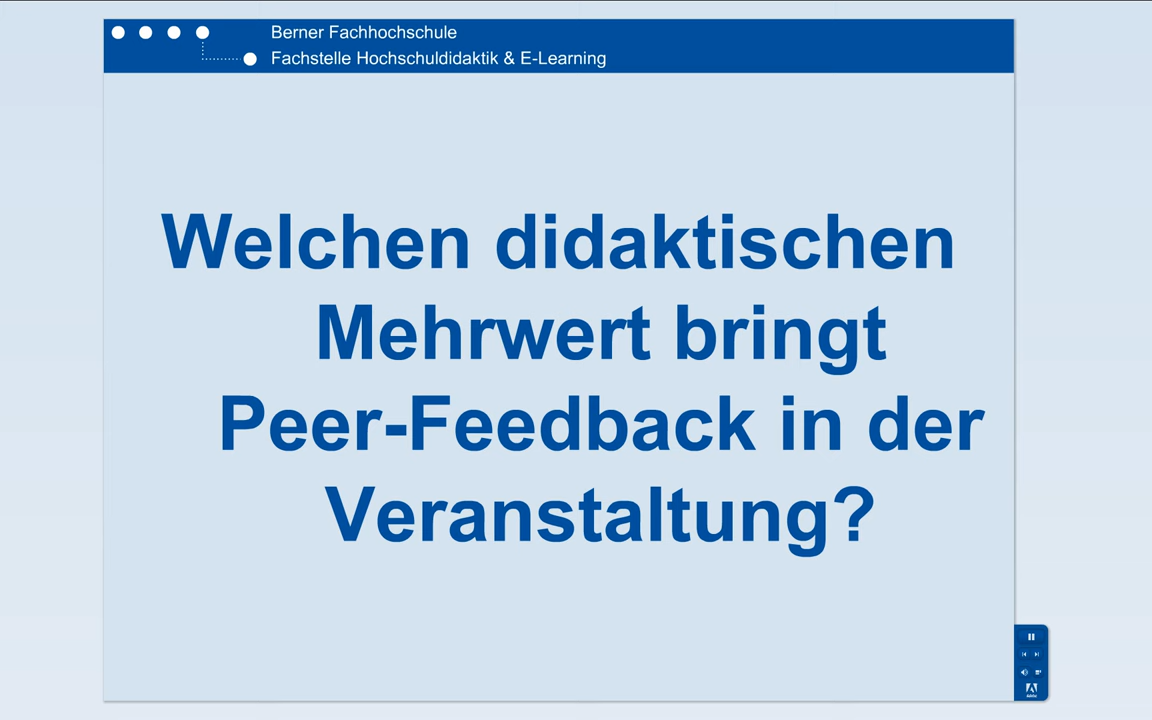 Berner Fachhochschule
Fachstelle Hochschuldidaktik & E-Learning
Welchen didaktischen
Mehrwert bringt
Peer-Feedback in der
Veranstaltung?